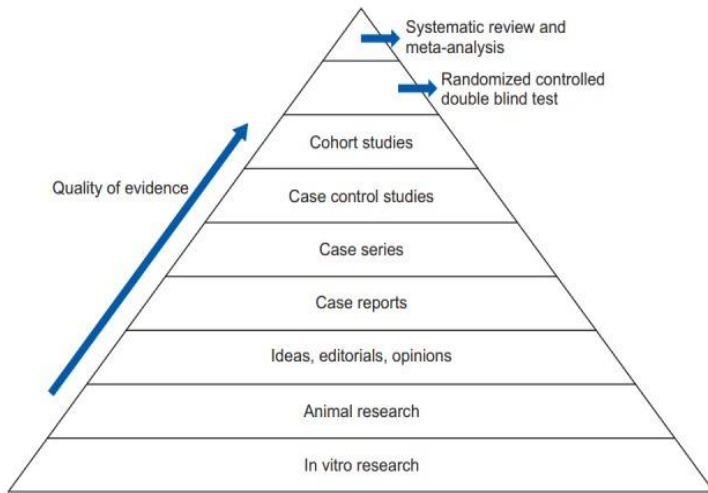 Systematic review and
meta-analysis
Randomized controlled
double blind test
Cohort studies
Quality of evidence
Case control studies
Case series
Case reports
Ideas, editorials, opinions
Animal research
In vitro research